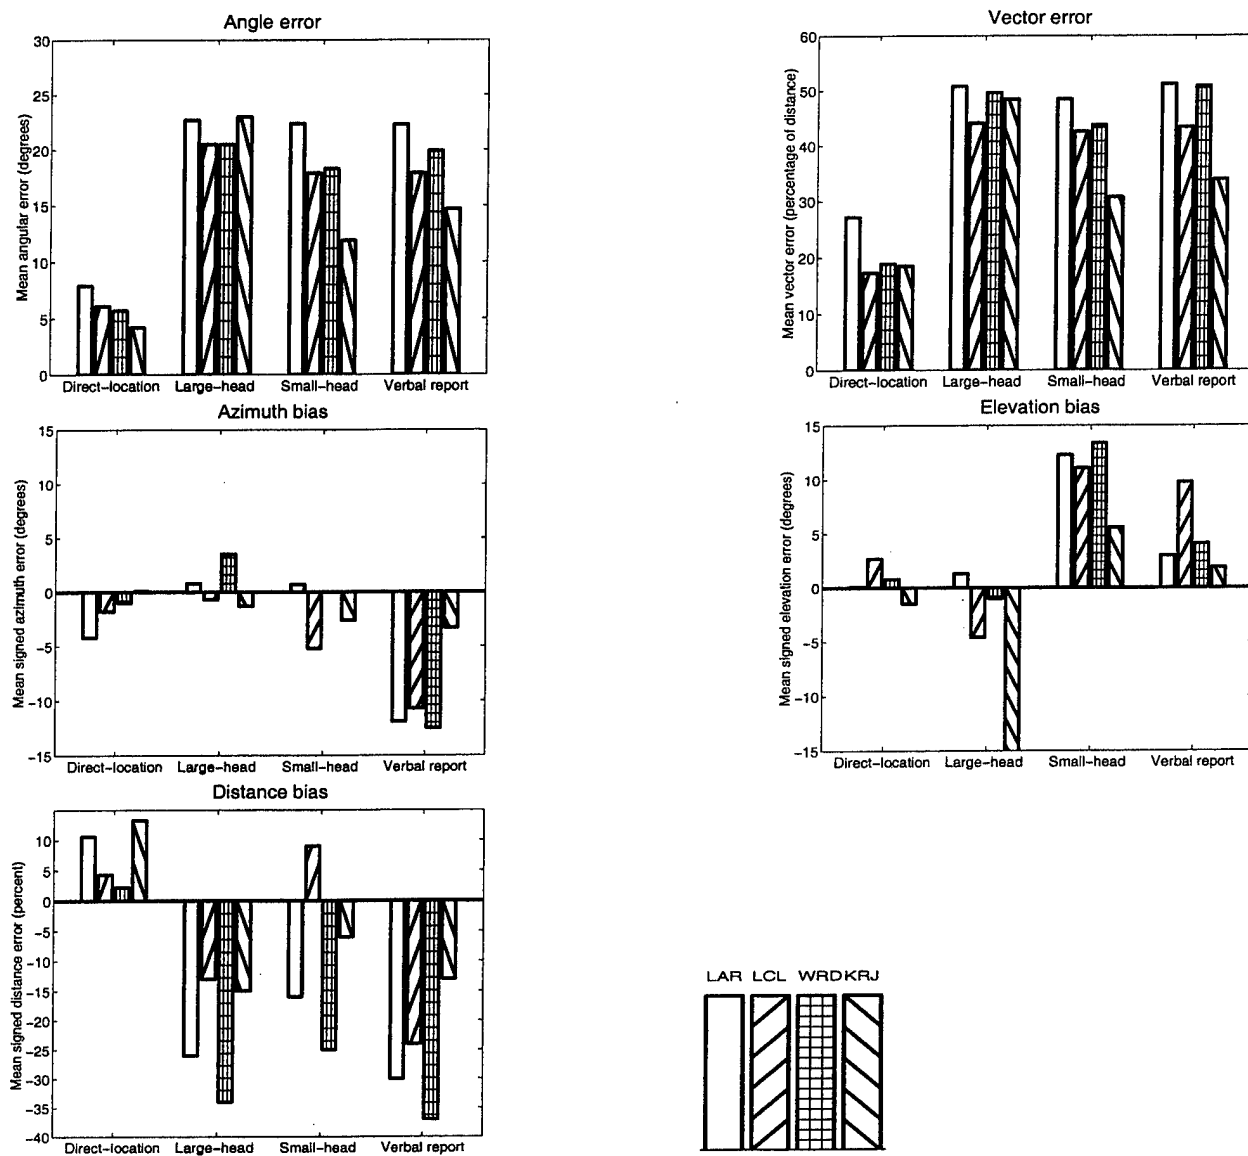 Angle error
30
25
20
15
10
5
0
Mean angular error (degrees)
Direct-location Large-head Small-head Verbal report
Vector error
60
50
40
30
20
10
0
Mean vector error (percentage of distance)
Direct-location Large-head Small-head Verbal report
Azimuth bias
15
10
5
0
-5
-10
-15
Mean signed azimuth error (degrees)
Direct-location Large-head Small-head Verbal report
Elevation bias
15
10
5
0
-5
-10
-15
Mean signed elevation error (degrees)
Direct-location Large-head Small-head Verbal report
Distance bias
10
5
0
-5
-10
-15
-20
-25
-30
-35
-40
Mean signed distance error (percent)
Direct-location Large-head Small-head Verbal report
LAR LCL WRD KRJ